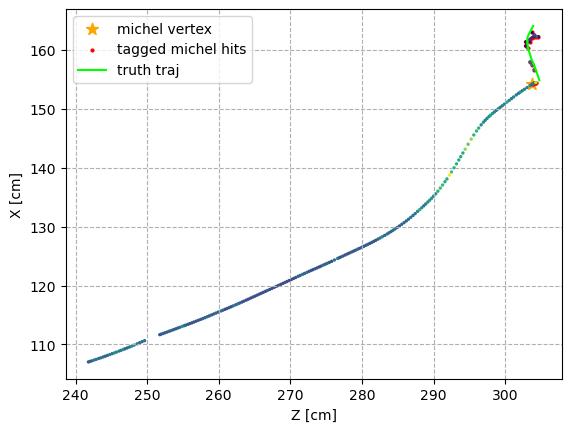 michel vertex
tagged michel hits
truth traj
X [cm]
160
150
140
130
120
110
240
250
260
270
280
290
300
Z [cm]